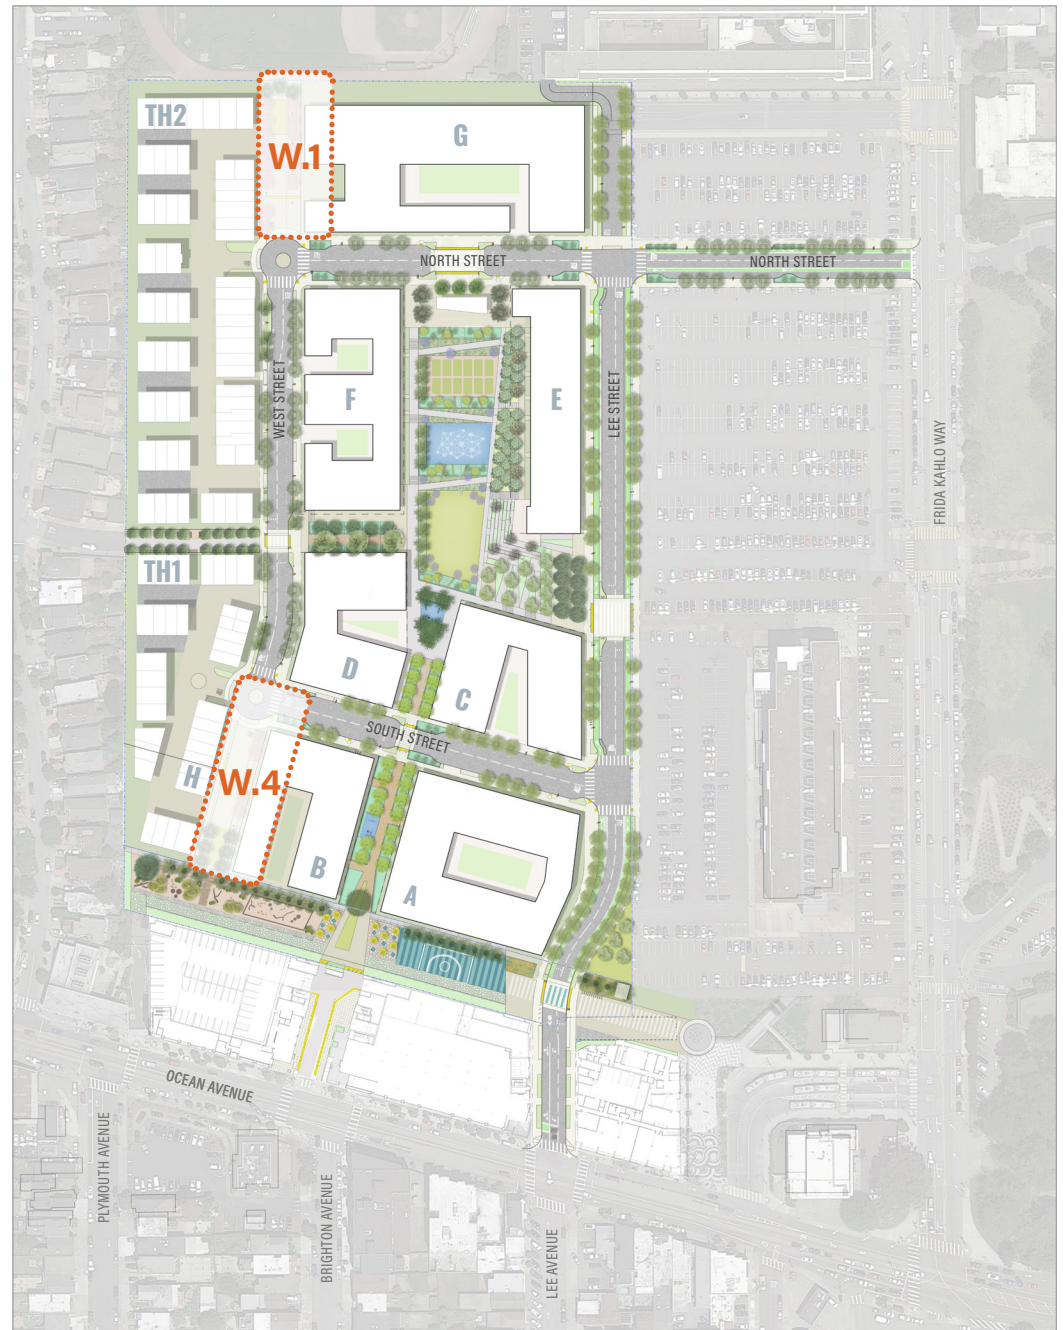 TH2
W.1
G
NORTH STREET
NORTH STREET
WEST STREET
F
E
LEE STREET
FRIDA KAHLO WAY
TH1
D
C
SOUTH STREET
H
W.4
B
A
OCEAN AVENUE
PLYMOUTH AVENUE
BRIGHTON AVENUE
LEE AVENUE